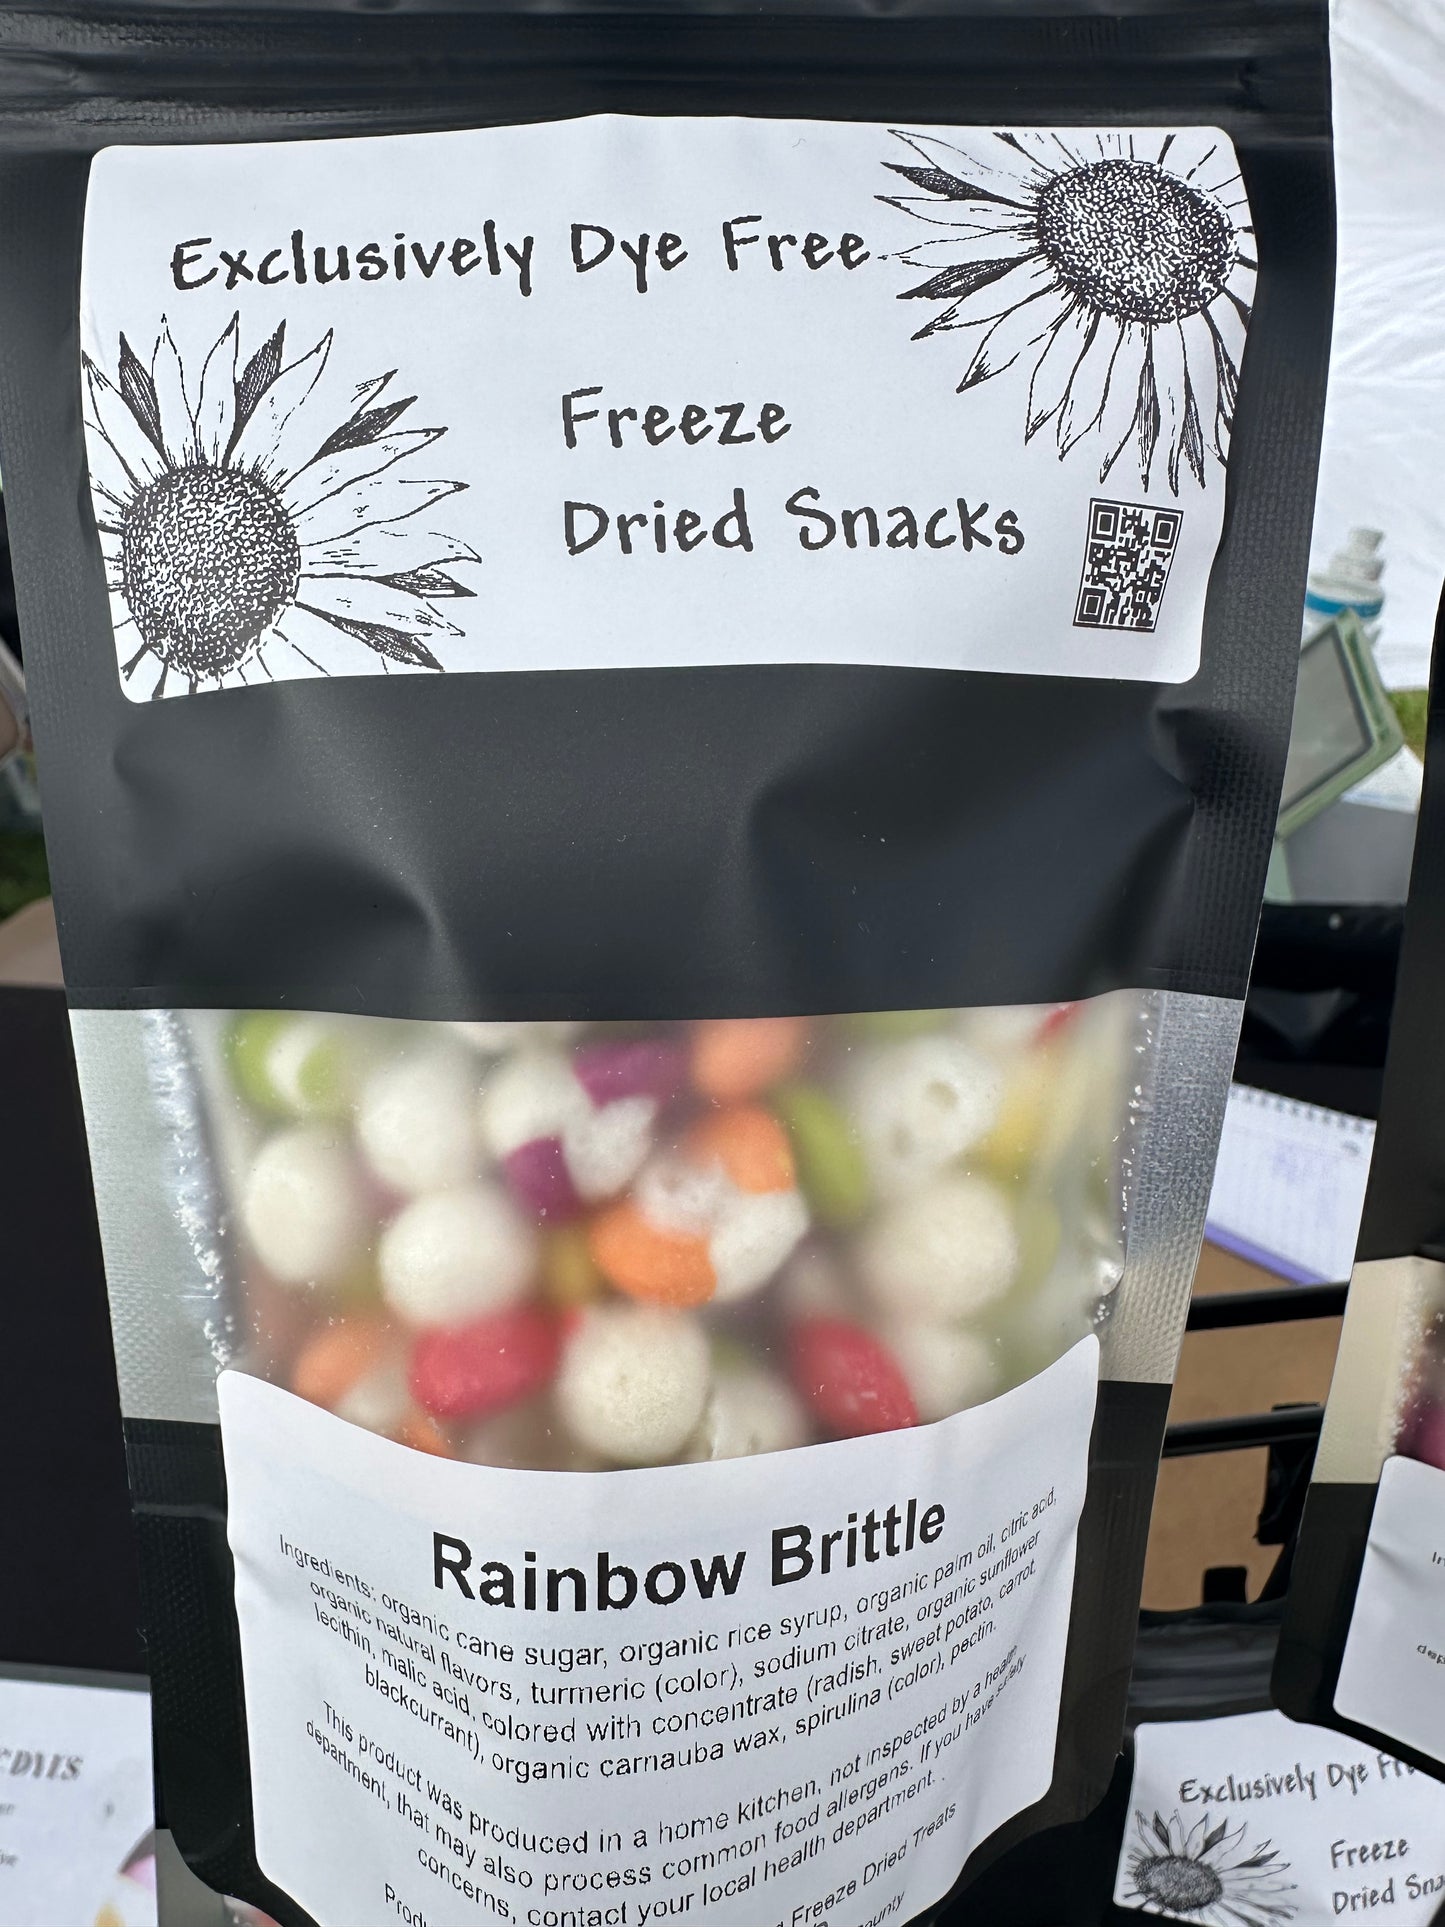 Exclusively Dye Free
Freeze
Dried Snacks
Rainbow Brittle
Ingredients: organic cane sugar, organic rice syrup, organic palm oil, citric acid,
organic natural flavors, turmeric (color), sodium citrate, organic sunflower
lecithin, malic acid, colored with concentrate (radish, sweet potato, carrot,
blackcurrant), organic carnauba wax, spirulina (color), pectin.
This product was produced in a home kitchen, not inspected by a health
department, that may also process common food allergens. If you have safety
concerns, contact your local health department.
Freeze Dried Treats
Exclusively Dye
Freeze
Dried